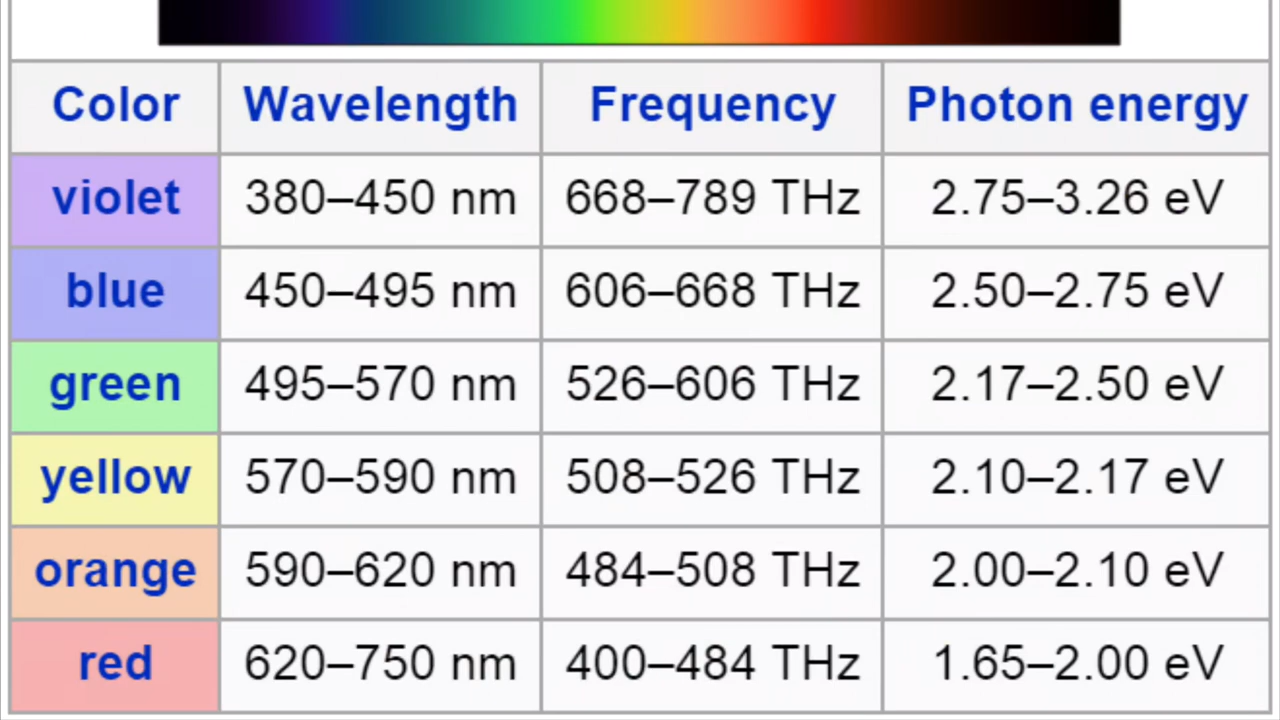 Color Wavelength Frequency Photon energy
violet 380–450 nm 668–789 THz 2.75–3.26 eV
blue 450–495 nm 606–668 THz 2.50–2.75 eV
green 495–570 nm 526–606 THz 2.17–2.50 eV
yellow 570–590 nm 508–526 THz 2.10–2.17 eV
orange 590–620 nm 484–508 THz 2.00–2.10 eV
red 620–750 nm 400–484 THz 1.65–2.00 eV